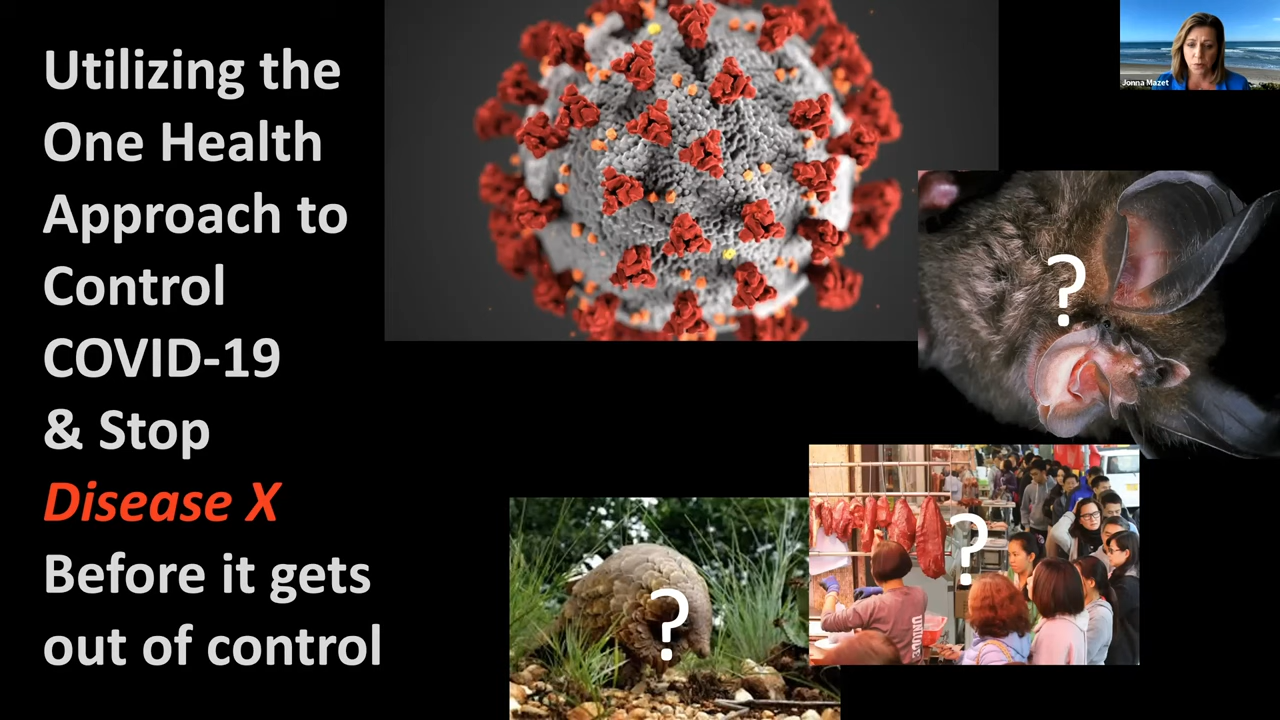 Utilizing the
One Health
Approach to
Control
COVID-19
& Stop
Disease X
Before it gets
out of control
Jonna Mazet
?
?
?
UNIJOE